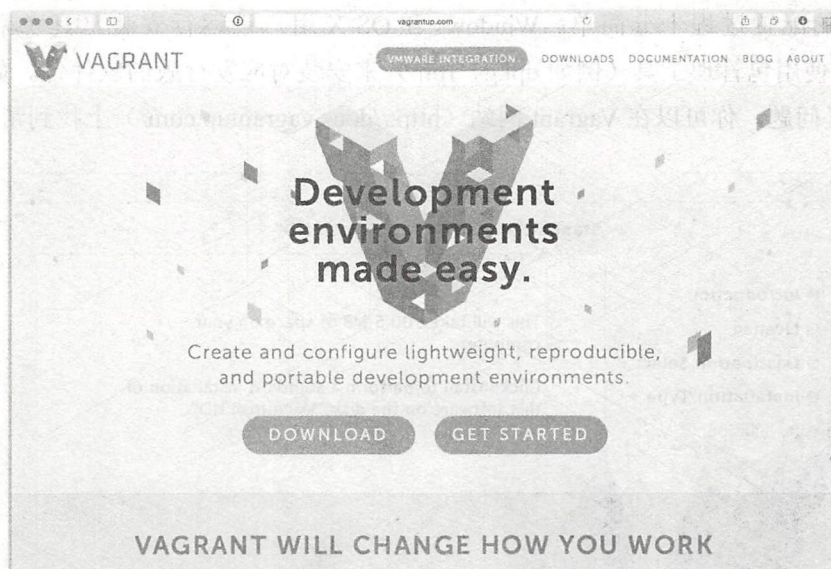 vagrantup.com
VAGRANT
VMWARE INTEGRATION DOWNLOADS DOCUMENTATION BLOG ABOUT
Development
environments
made easy.
Create and configure lightweight, reproducible,
and portable development environments.
DOWNLOAD GET STARTED
VAGRANT WILL CHANGE HOW YOU WORK